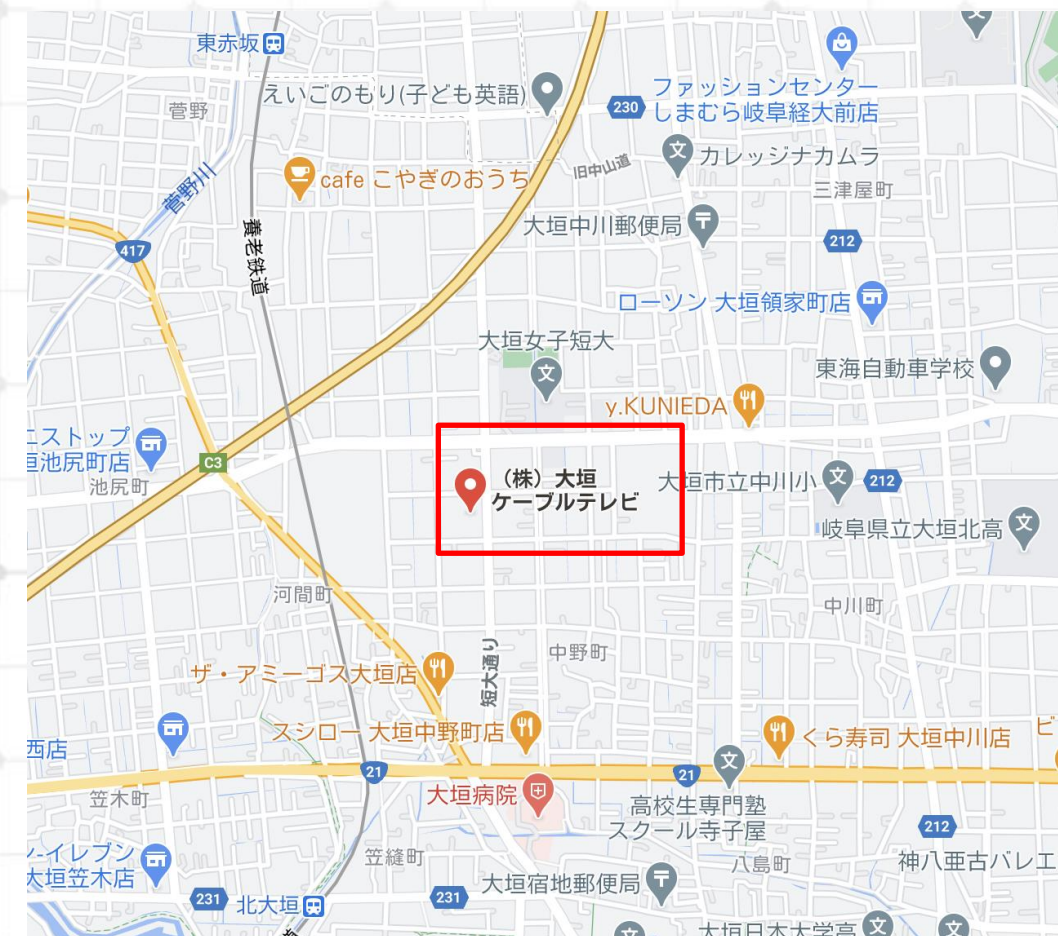 東赤坂
えいごのもり(子ども英語)
菅野
230
ファッションセンター
しまむら岐阜経大前店
旧中山道
カレッジナカムラ
cafe こやぎのおうち
菅野川
三津屋町
大垣中川郵便局
212
417
養老鉄道
ローソン 大垣領家町店
大垣女子短大
東海自動車学校
y.KUNIEDA
ニストップ
垣池尻町店
C3
池尻町
(株)大垣
ケーブルテレビ
大垣市立中川小
212
岐阜県立大垣北高
河間町
中川町
短大通り
中野町
ザ・アミーゴス大垣店
スシロー 大垣中野町店
くら寿司 大垣中川店
ビ
西店
21
21
笠木町
大垣病院
高校生専門塾
スクール寺子屋
212
ン-イレブン
大垣笠木店
笠縫町
八島町
神八亜古バレエ
231
北大垣
231
大垣宿地郵便局
大垣日本大学高